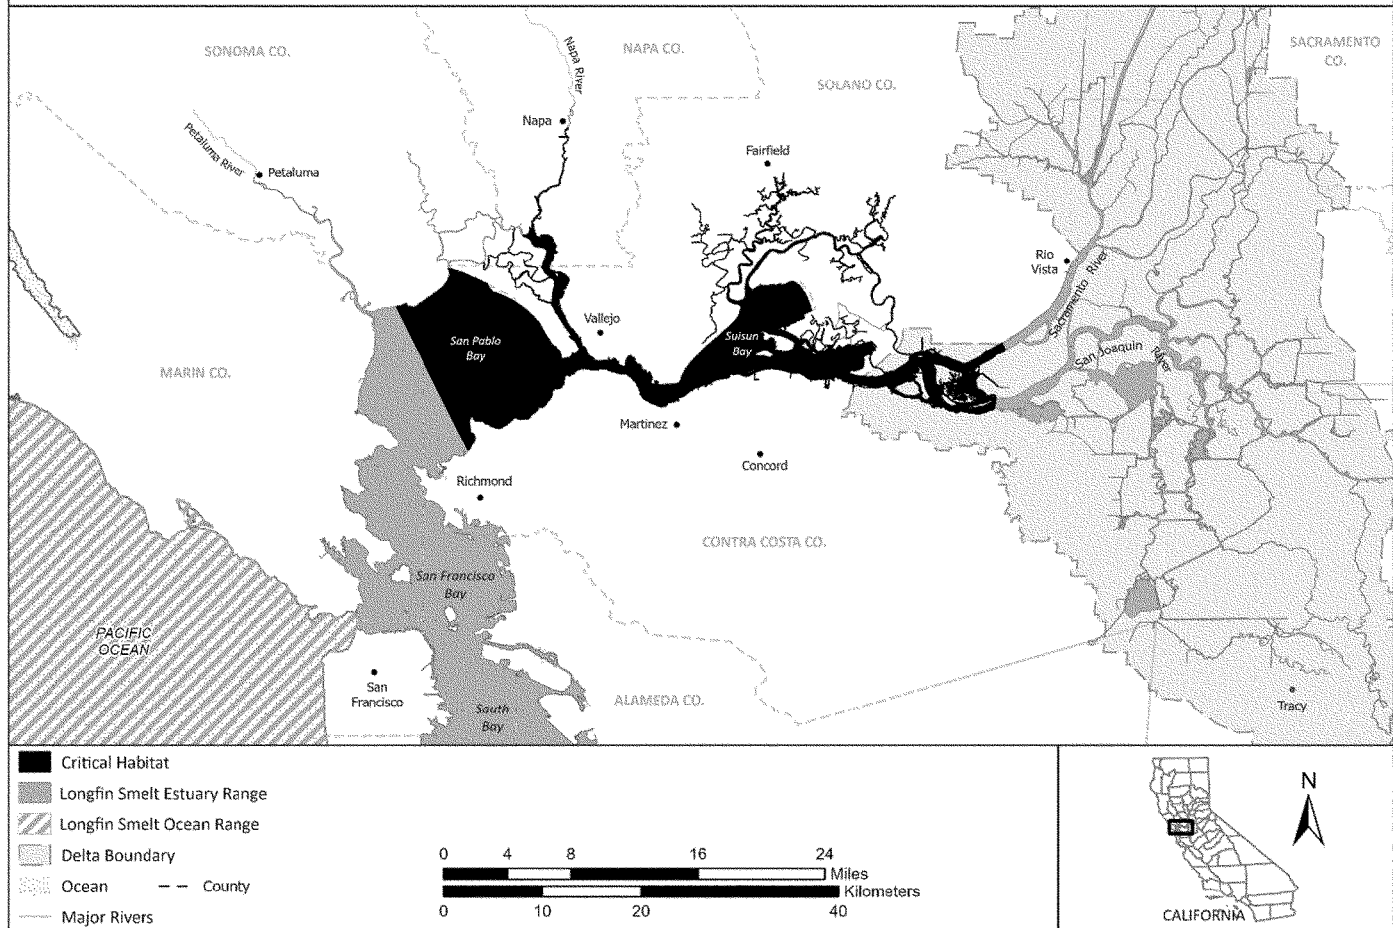 SONOMA CO.
Napa River
NAPA CO.
SACRAMENTO
CO.
SOLANO CO.
Napa
Petaluma River
Petaluma
Fairfield
Rio
Vista
Sacramento River
Vallejo
San Pablo
Bay
Suisun
Bay
San Joaquin River
MARIN CO.
Martinez
Concord
Richmond
CONTRA COSTA CO.
San Francisco
Bay
PACIFIC
OCEAN
San
Francisco
South
Bay
ALAMEDA CO.
Tracy
Critical Habitat
Longfin Smelt Estuary Range
Longfin Smelt Ocean Range
Delta Boundary
Ocean
County
Major Rivers
0 4 8 16 24
Miles
Kilometers
0 10 20 40
N
CALIFORNIA